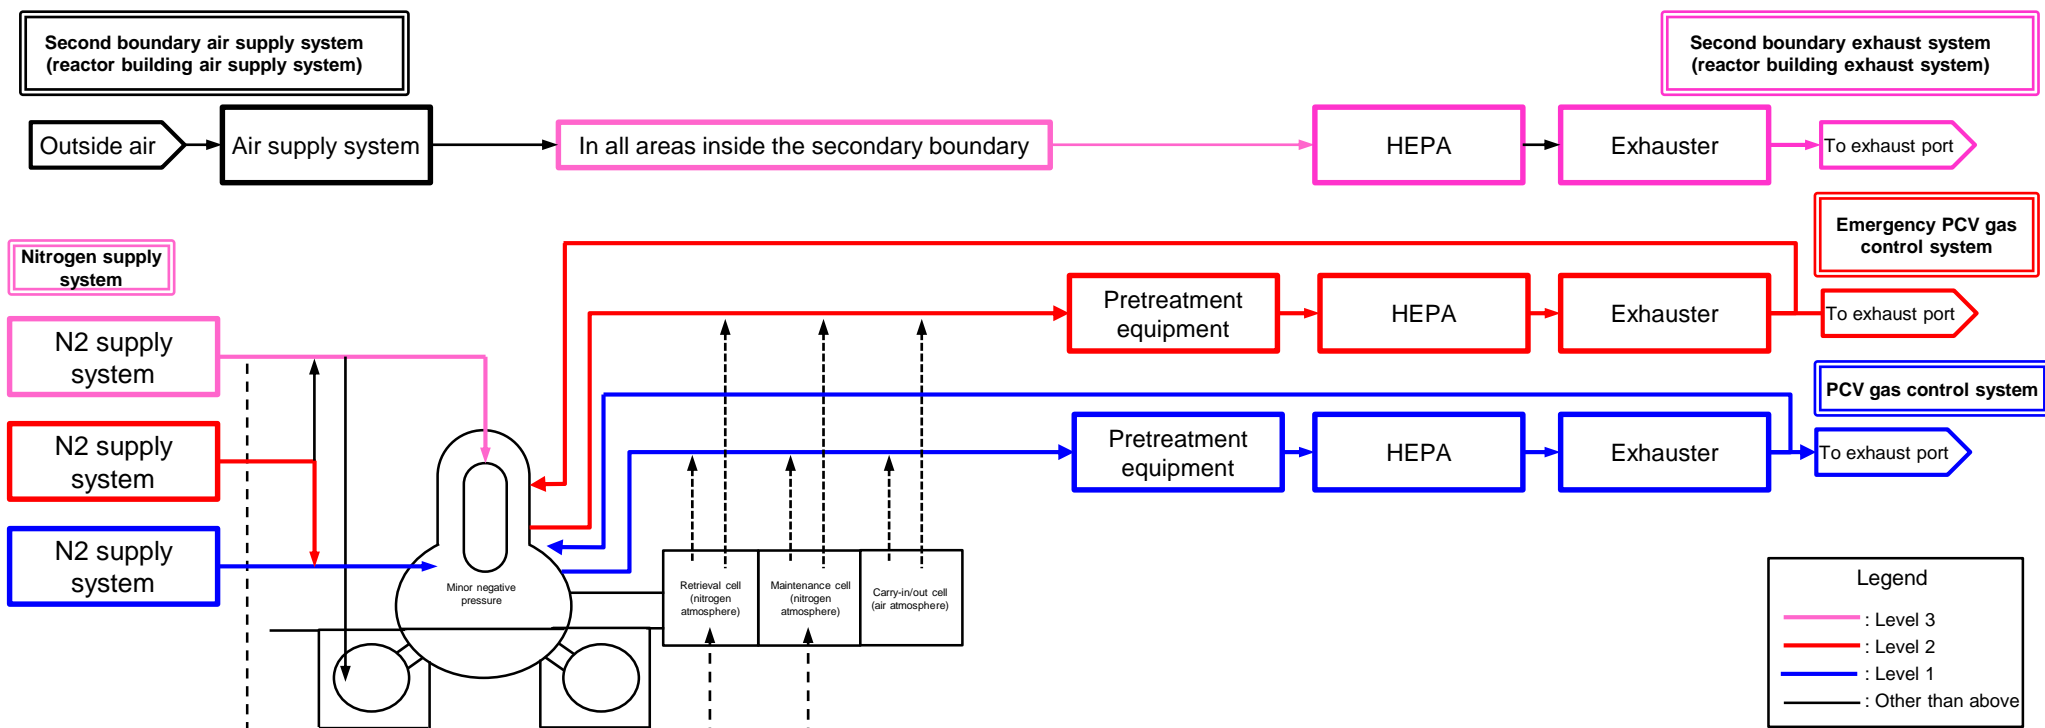 Second boundary air supply system
(reactor building air supply system)
Second boundary exhaust system
(reactor building exhaust system)
Outside air
Air supply system
In all areas inside the secondary boundary
HEPA
Exhauster
To exhaust port
Emergency PCV gas
control system
Nitrogen supply
system
Pretreatment
equipment
HEPA
Exhauster
To exhaust port
N2 supply
system
PCV gas control system
Pretreatment
equipment
HEPA
Exhauster
To exhaust port
N2 supply
system
N2 supply
system
Minor negative
pressure
Retrieval cell
(nitrogen
atmosphere)
Maintenance cell
(nitrogen
atmosphere)
Carry-in/out cell
(air atmosphere)
Legend
: Level 3
: Level 2
: Level 1
: Other than above